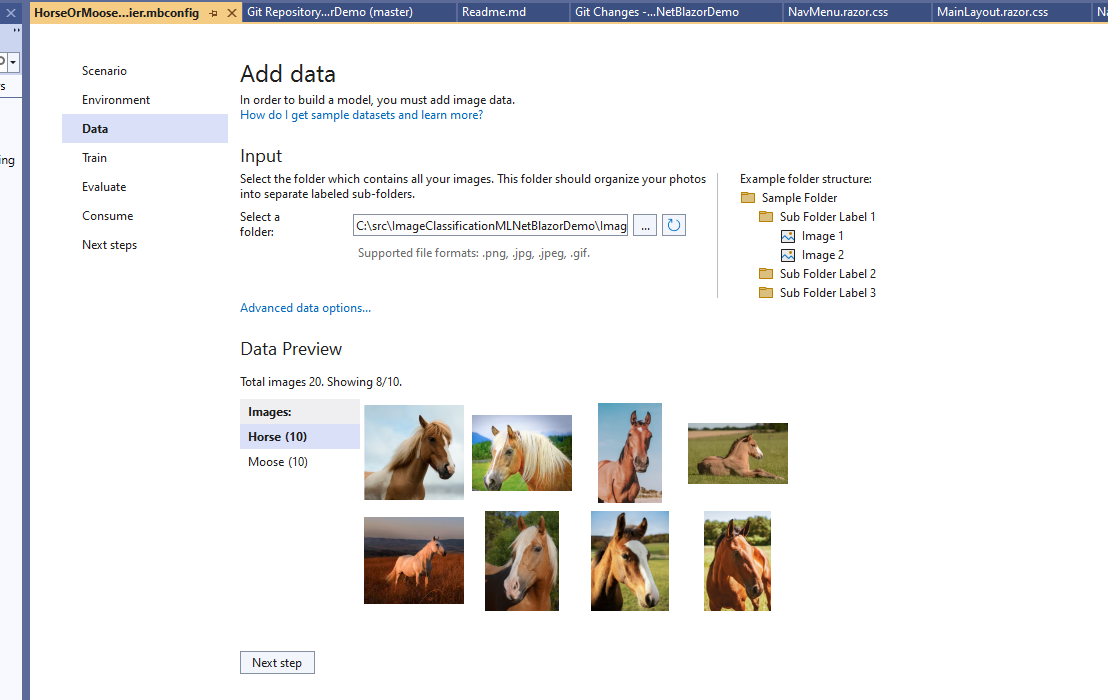 HorseOrMoose...ier.mbconfig
Git Repository...rDemo (master)
Readme.md
Git Changes -...NetBlazorDemo
NavMenu.razor.css
MainLayout.razor.css
Scenario
Environment
Data
Train
Evaluate
Consume
Next steps
Add data
In order to build a model, you must add image data.
How do I get sample datasets and learn more?
Input
Select the folder which contains all your images. This folder should organize your photos
into separate labeled sub-folders.
Select a
folder:
C:\src\ImageClassificationMLNetBlazorDemo\Imag
...
Supported file formats: .png, .jpg, .jpeg, .gif.
Example folder structure:
Sample Folder
Sub Folder Label 1
Image 1
Image 2
Sub Folder Label 2
Sub Folder Label 3
Advanced data options...
Data Preview
Total images 20. Showing 8/10.
Images:
Horse (10)
Moose (10)
Next step